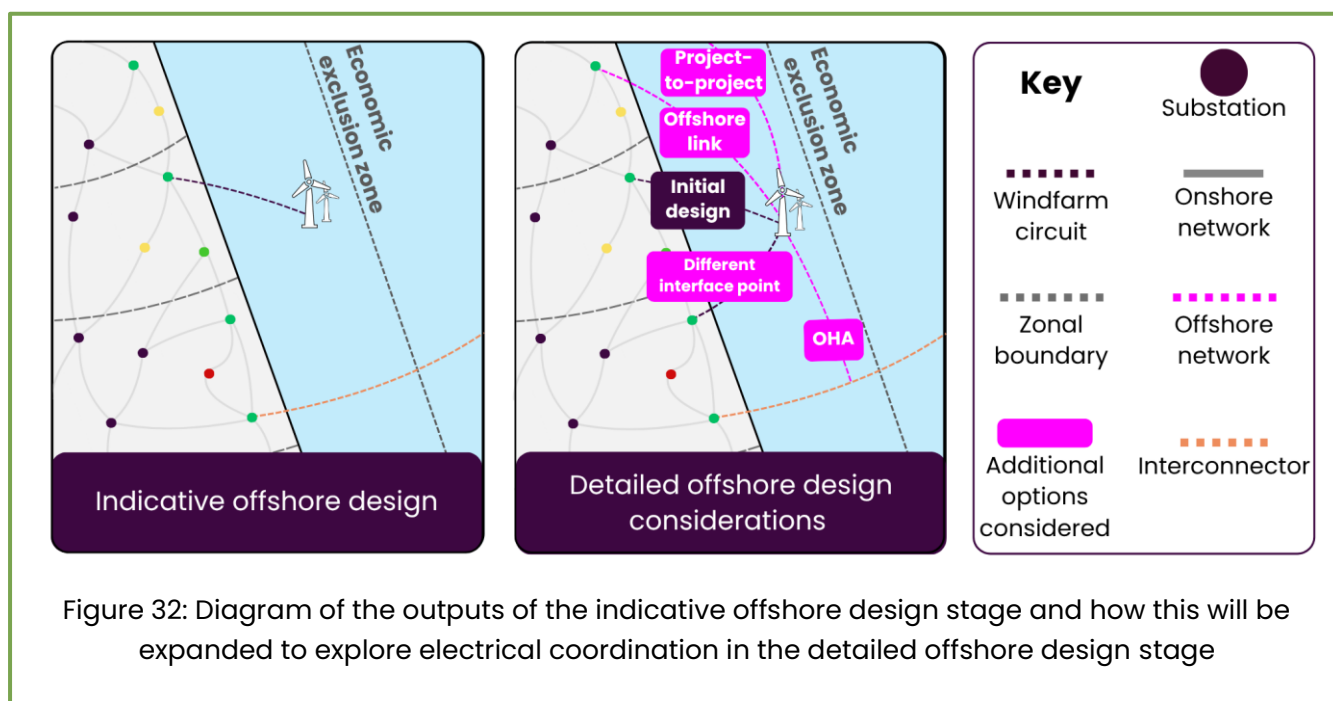 Economic
exclusion zone
Indicative offshore design
Project-
to-project
Offshore
link
Initial
design
Different
interface point
OHA
Economic
exclusion zone
Detailed offshore design
considerations
Key
Substation
Windfarm
circuit
Onshore
network
Zonal
boundary
Offshore
network
Additional
options
considered
Interconnector
Figure 32: Diagram of the outputs of the indicative offshore design stage and how this will be
expanded to explore electrical coordination in the detailed offshore design stage